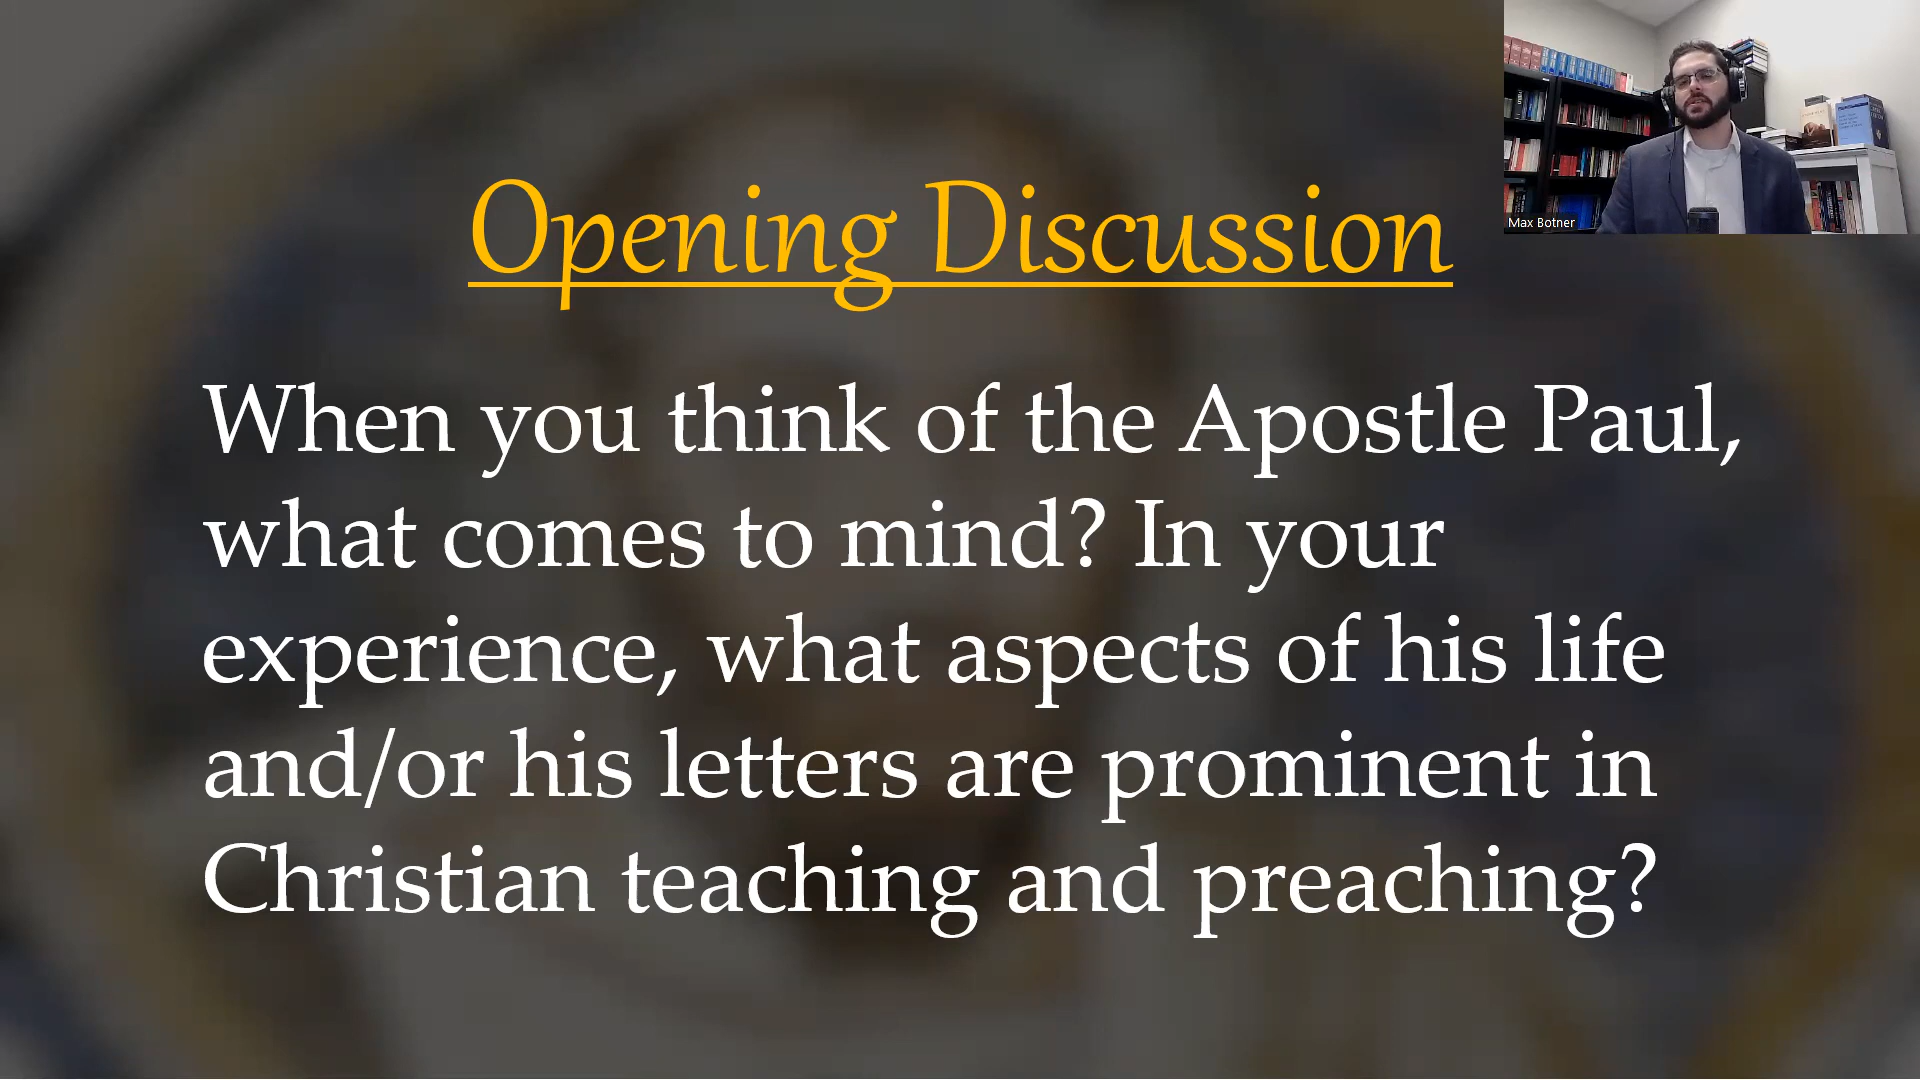 Opening Discussion
When you think of the Apostle Paul,
what comes to mind? In your
experience, what aspects of his life
and/or his letters are prominent in
Christian teaching and preaching?
Max Botner